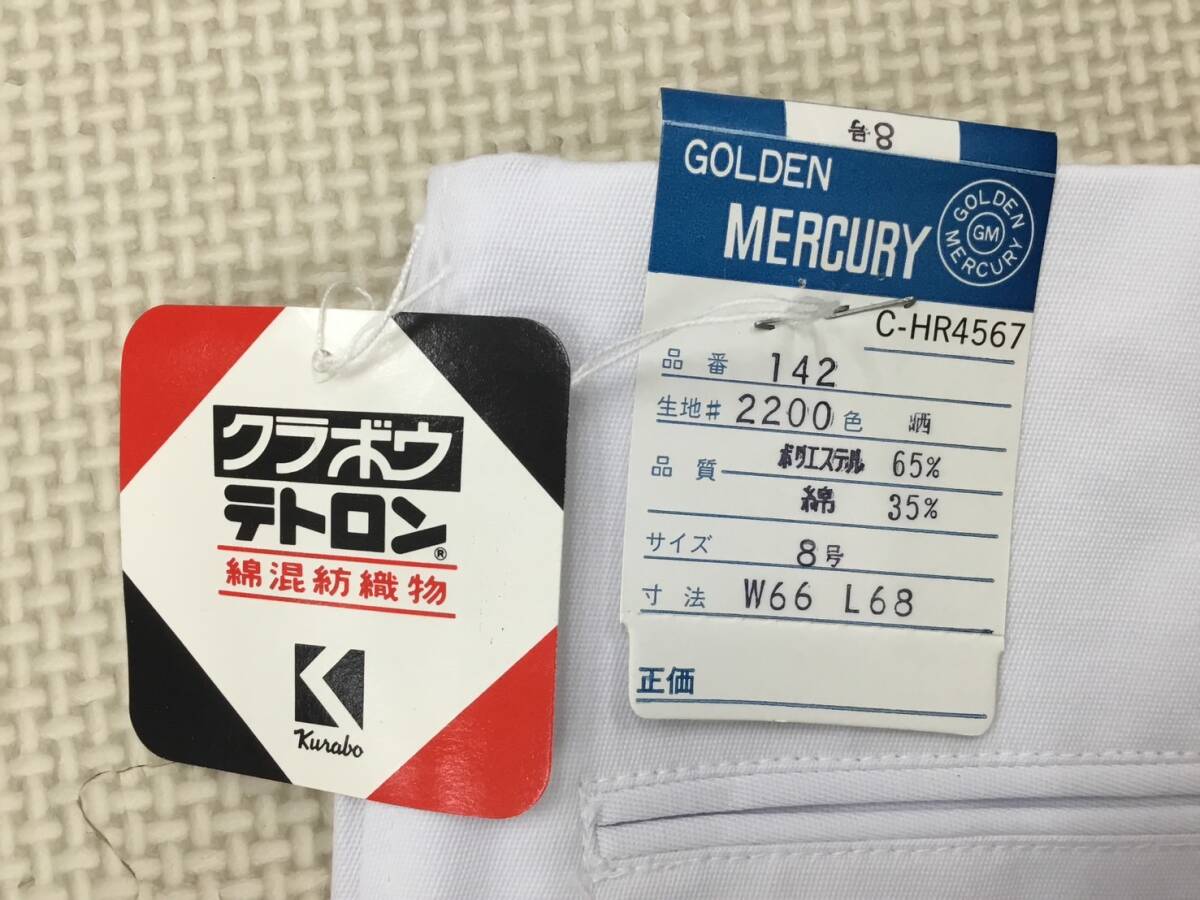 クラボウ
テトロン®
綿混紡織物
Kurabo
8号
GOLDEN
MERCURY
GOLDEN MERCURY
GM
C-HR4567
品番 142
生地# 2200 色 晒
品質 ポリエステル 65%
綿 35%
サイズ 8号
寸法 W66 L68
正価